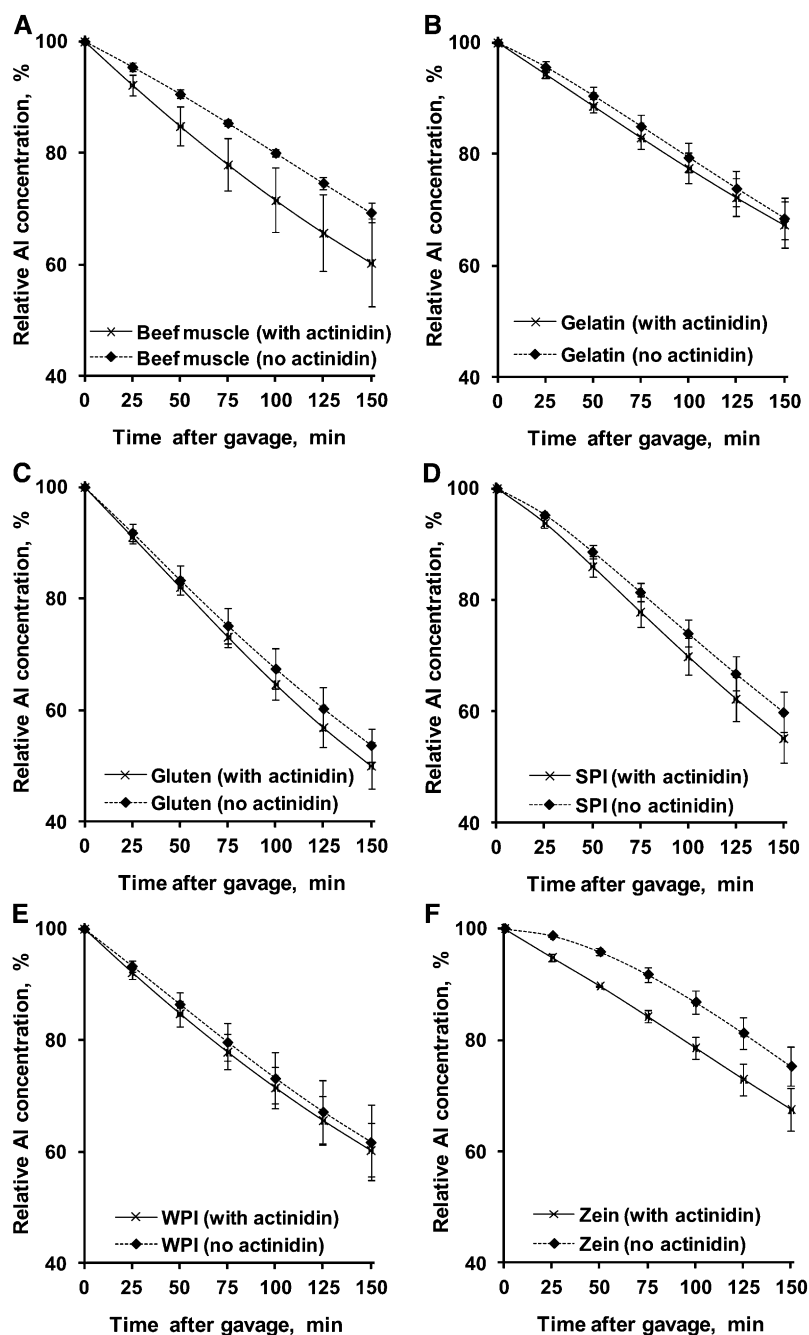 A
B
100
80
60
40
Relative AI concentration, %
Beef muscle (with actinidin)
Beef muscle (no actinidin)
0 25 50 75 100 125 150
Time after gavage, min
100
80
60
40
Relative AI concentration, %
Gelatin (with actinidin)
Gelatin (no actinidin)
0 25 50 75 100 125 150
Time after gavage, min
C
D
100
80
60
40
Relative AI concentration, %
Gluten (with actinidin)
Gluten (no actinidin)
0 25 50 75 100 125 150
Time after gavage, min
100
80
60
40
Relative AI concentration, %
SPI (with actinidin)
SPI (no actinidin)
0 25 50 75 100 125 150
Time after gavage, min
E
F
100
80
60
40
Relative AI concentration, %
WPI (with actinidin)
WPI (no actinidin)
0 25 50 75 100 125 150
Time after gavage, min
100
80
60
40
Relative AI concentration, %
Zein (with actinidin)
Zein (no actinidin)
0 25 50 75 100 125 150
Time after gavage, min